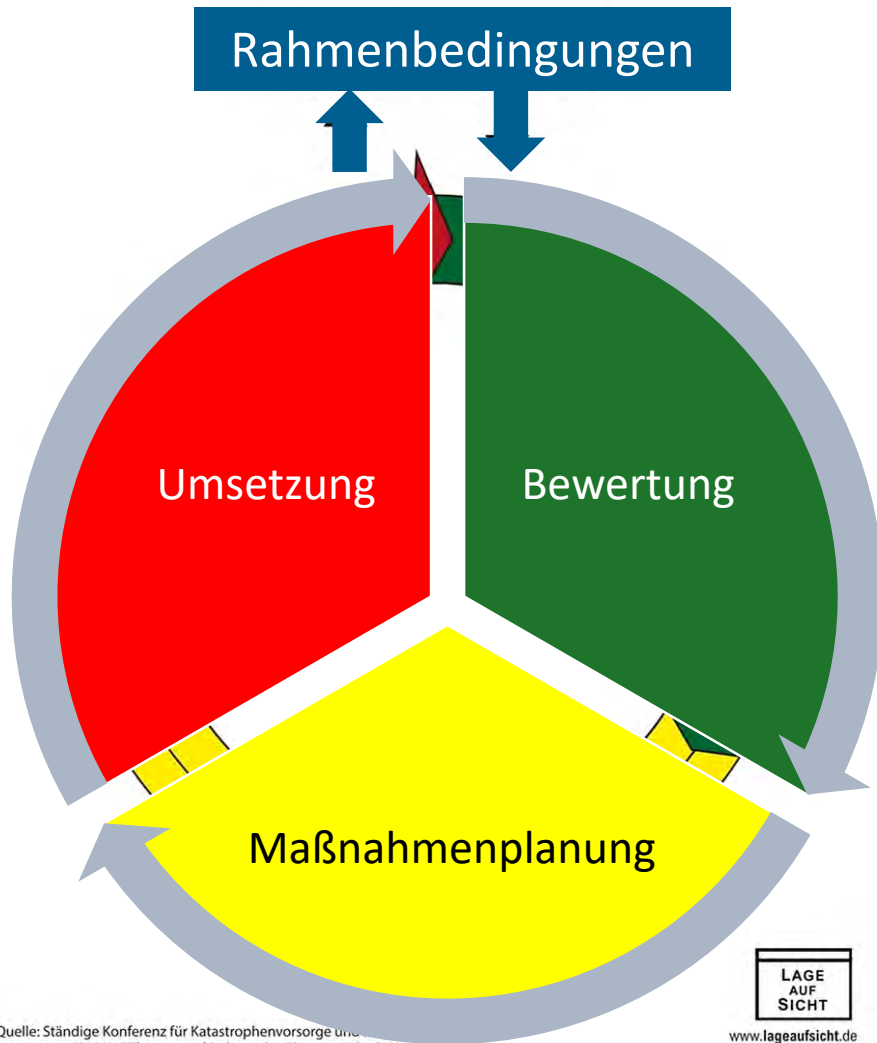 Rahmenbedingungen
Umsetzung
Bewertung
Maßnahmenplanung
LAGE
AUF
SICHT
www.lageaufsicht.de
Quelle: Ständige Konferenz für Katastrophenvorsorge und